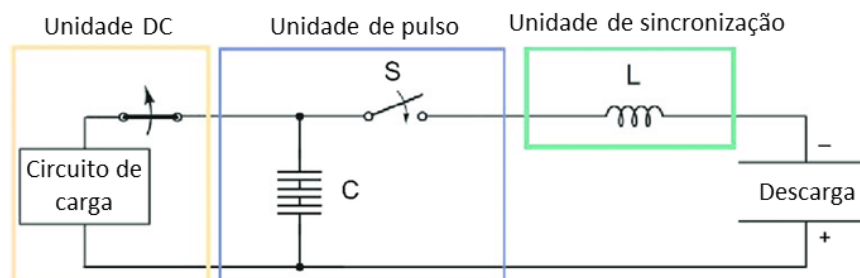 Unidade DC
Unidade de pulso
Unidade de sincronização
S
L
Circuito de
carga
C
–
Descarga
+